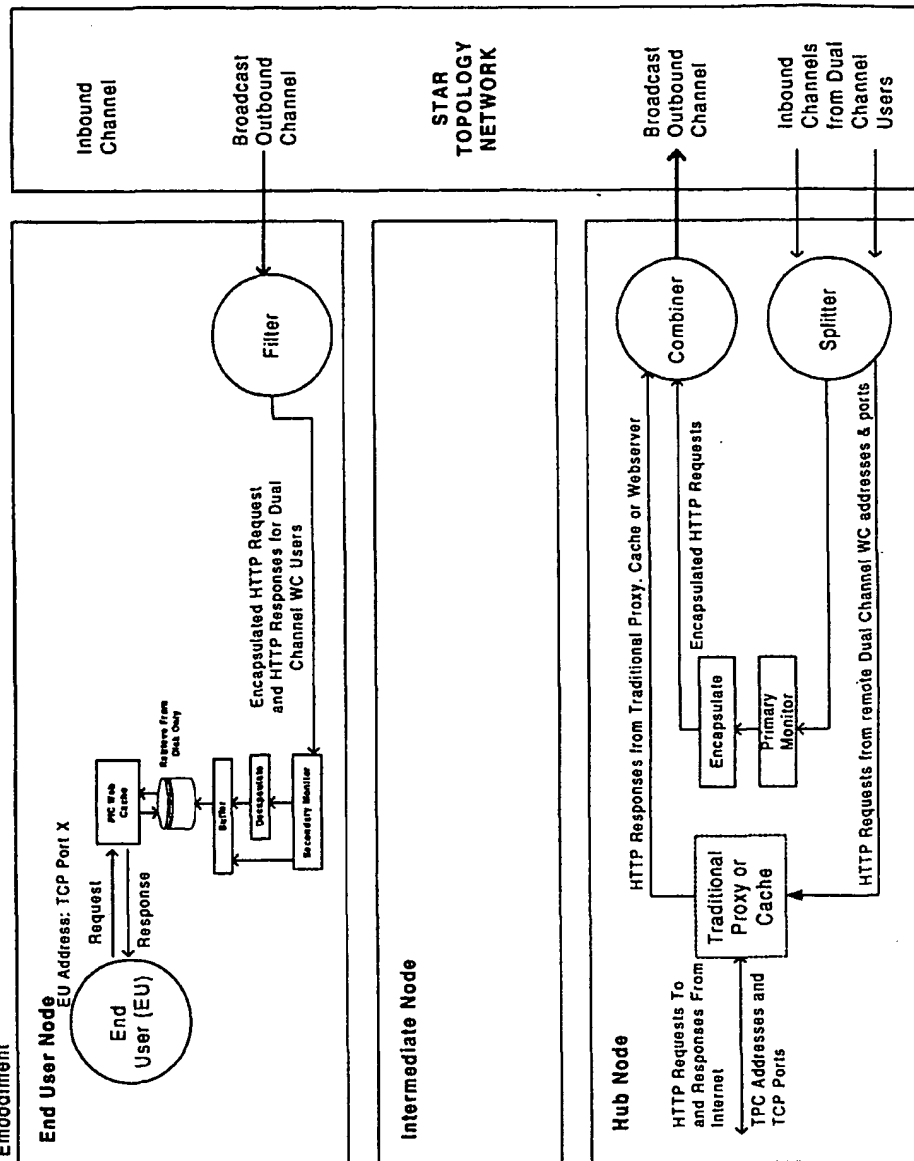 Embodiment
End User Node
EU Address: TCP Port X
End
User (EU)
Request
Response
PIC Web
Cache
Retrieve From
Disk Only
Buffer
Decapsulate
Secondary Monitor
Encapsulated HTTP Request
and HTTP Responses for Dual
Channel WC Users
Filter
Inbound
Channel
Broadcast
Outbound
Channel
Intermediate Node
STAR
TOPOLOGY
NETWORK
Hub Node
HTTP Requests To
and Responses From
Internet
TPC Addresses and
TCP Ports
Traditional
Proxy or
Cache
HTTP Responses from Traditional Proxy, Cache or Webserver
Encapsulated HTTP Requests
Encapsulate
Primary
Monitor
HTTP Requests from remote Dual Channel WC addresses & ports
Combiner
Splitter
Broadcast
Outbound
Channel
Inbound
Channels
from Dual
Channel
Users